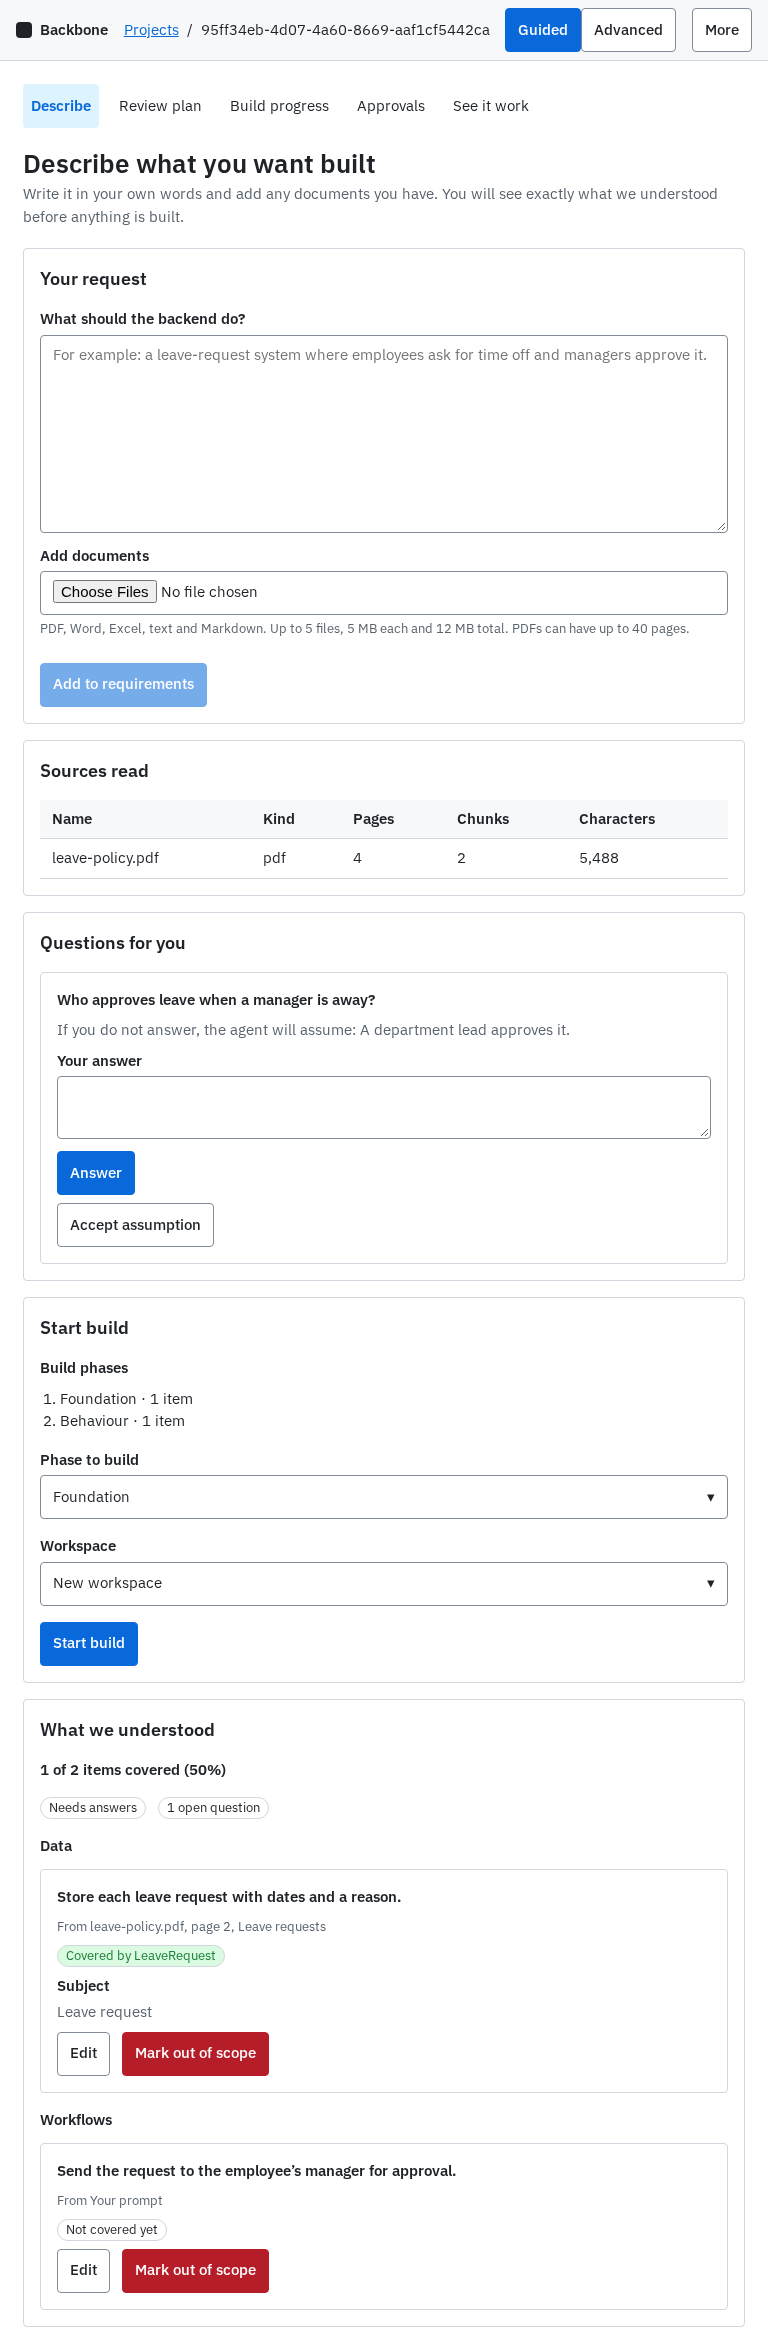 Backbone Projects / 95ff34eb-4d07-4a60-8669-aaf1cf5442ca Guided Advanced More
Describe Review plan Build progress Approvals See it work
Describe what you want built
Write it in your own words and add any documents you have. You will see exactly what we understood
before anything is built.
Your request
What should the backend do?
For example: a leave-request system where employees ask for time off and managers approve it.
Add documents
Choose Files No file chosen
PDF, Word, Excel, text and Markdown. Up to 5 files, 5 MB each and 12 MB total. PDFs can have up to 40 pages.
Add to requirements
Sources read
Name Kind Pages Chunks Characters
leave-policy.pdf pdf 4 2 5,488
Questions for you
Who approves leave when a manager is away?
If you do not answer, the agent will assume: A department lead approves it.
Your answer
Answer
Accept assumption
Start build
Build phases
1. Foundation · 1 item
2. Behaviour · 1 item
Phase to build
Foundation
Workspace
New workspace
Start build
What we understood
1 of 2 items covered (50%)
Needs answers 1 open question
Data
Store each leave request with dates and a reason.
From leave-policy.pdf, page 2, Leave requests
Covered by LeaveRequest
Subject
Leave request
Edit Mark out of scope
Workflows
Send the request to the employee’s manager for approval.
From Your prompt
Not covered yet
Edit Mark out of scope